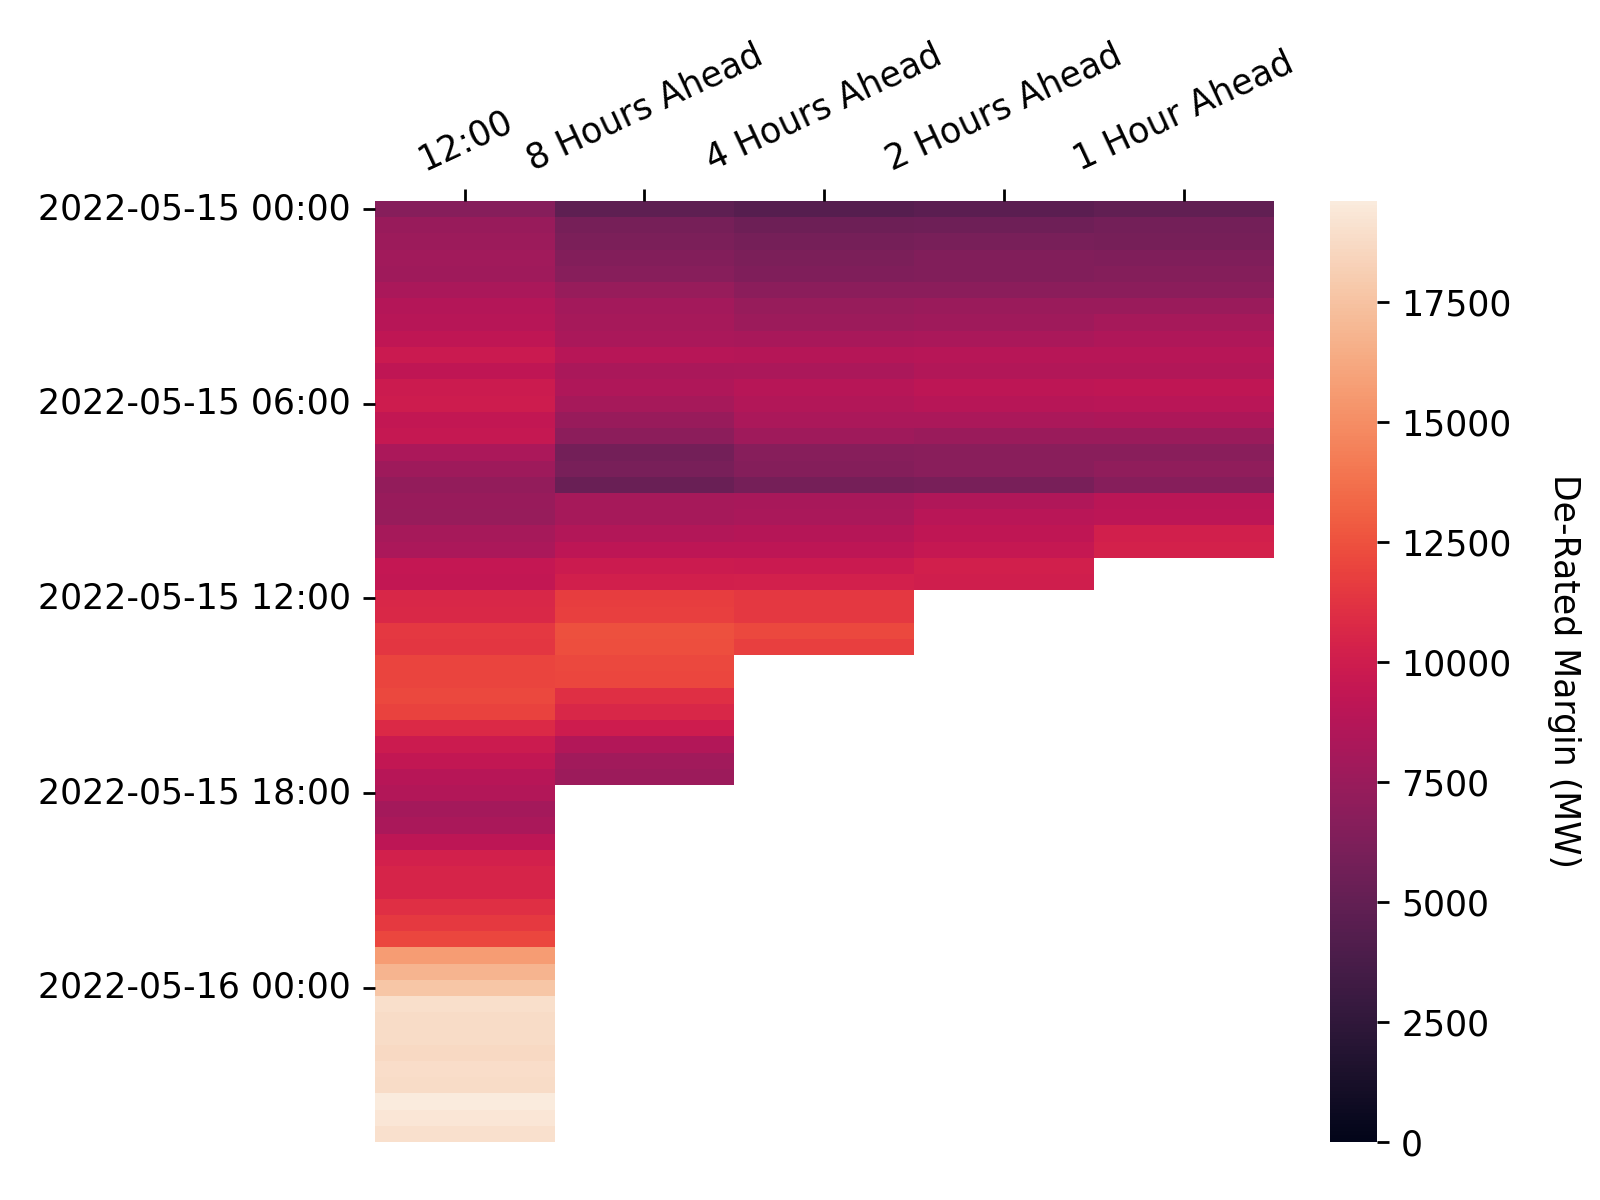 12:00
8 Hours Ahead
4 Hours Ahead
2 Hours Ahead
1 Hour Ahead
2022-05-15 00:00
2022-05-15 06:00
2022-05-15 12:00
2022-05-15 18:00
2022-05-16 00:00
17500
15000
12500
10000
7500
5000
2500
0
De-Rated Margin (MW)